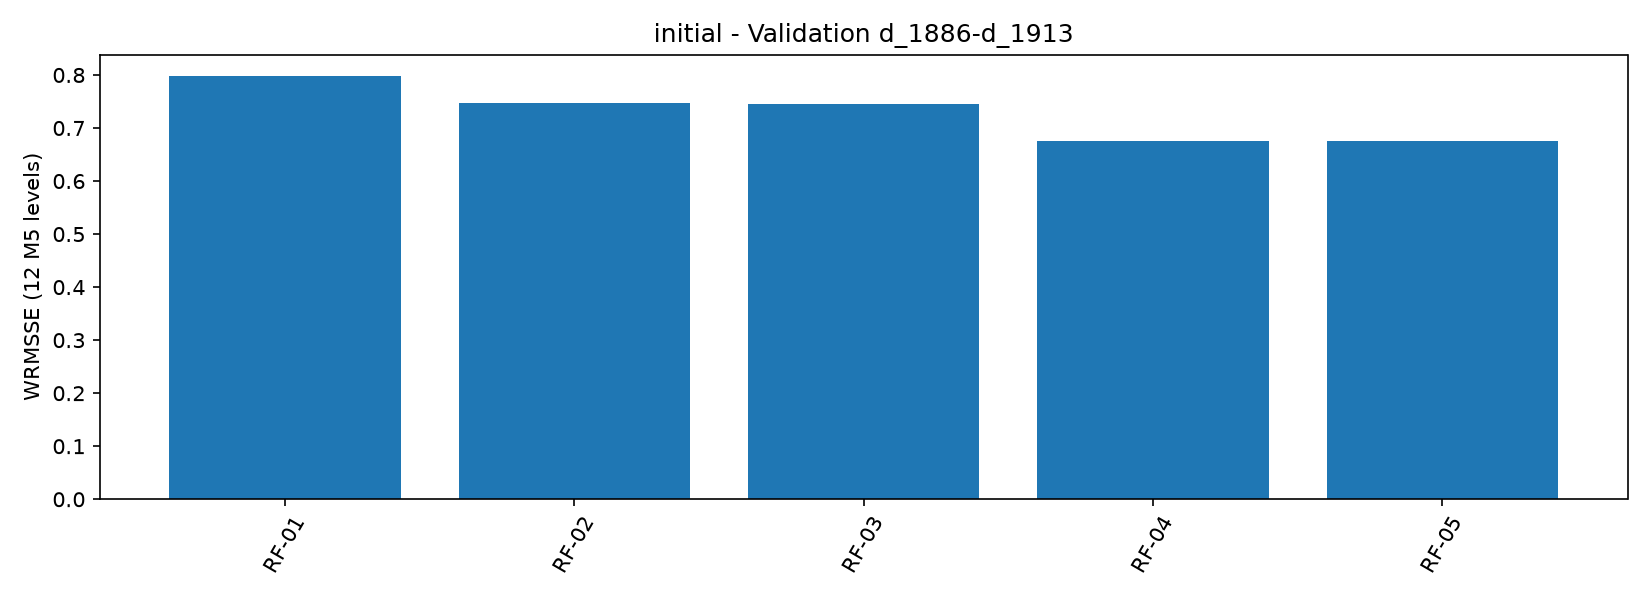 initial - Validation d_1886-d_1913
WRMSSE (12 M5 levels)
0.8
0.7
0.6
0.5
0.4
0.3
0.2
0.1
0.0
RF-01
RF-02
RF-03
RF-04
RF-05